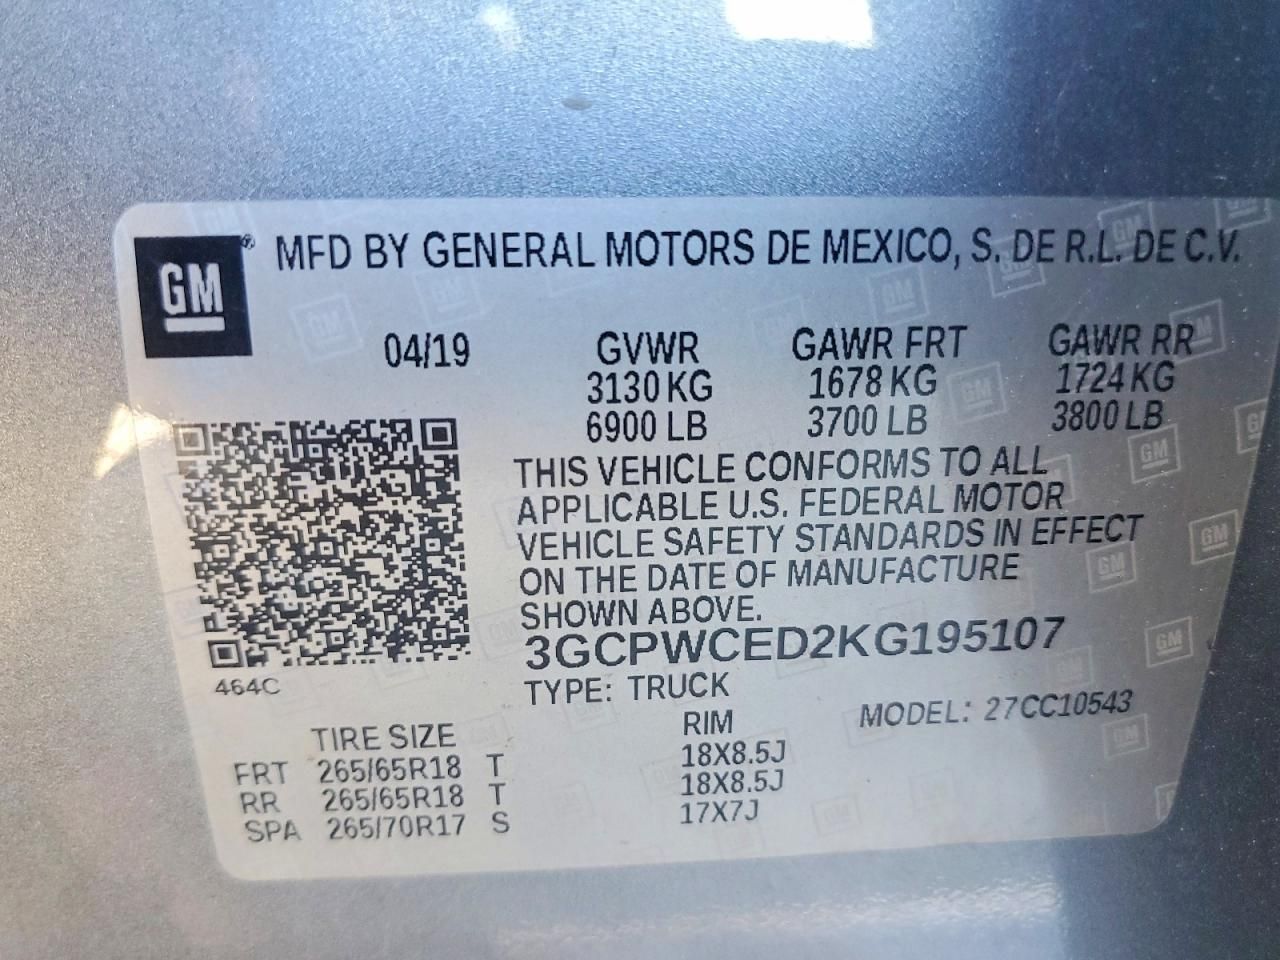 GM® MFD BY GENERAL MOTORS DE MEXICO, S. DE R.L. DE C.V.
04/19 GVWR GAWR FRT GAWR RR
3130 KG 1678 KG 1724 KG
6900 LB 3700 LB 3800 LB
THIS VEHICLE CONFORMS TO ALL
APPLICABLE U.S. FEDERAL MOTOR
VEHICLE SAFETY STANDARDS IN EFFECT
ON THE DATE OF MANUFACTURE
SHOWN ABOVE.
3GCPWCED2KG195107
464C
TYPE: TRUCK
MODEL: 27CC10543
TIRE SIZE RIM
FRT 265/65R18 T 18X8.5J
RR 265/65R18 T 18X8.5J
SPA 265/70R17 S 17X7J